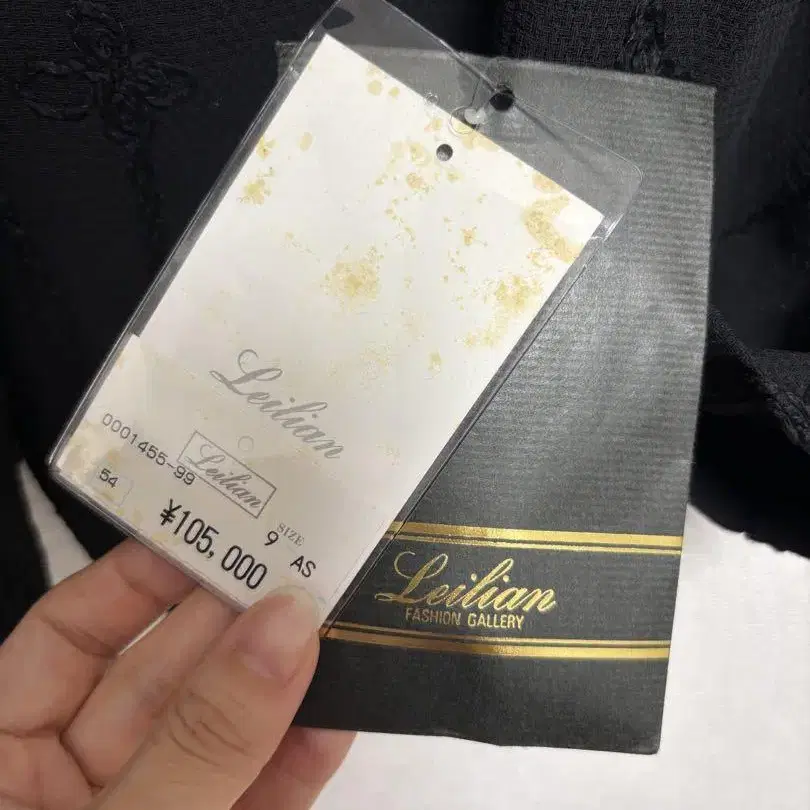 Leilian
0001455-99
Leilian
54
SIZE
9 AS
¥105,000
Leilian
FASHION GALLERY